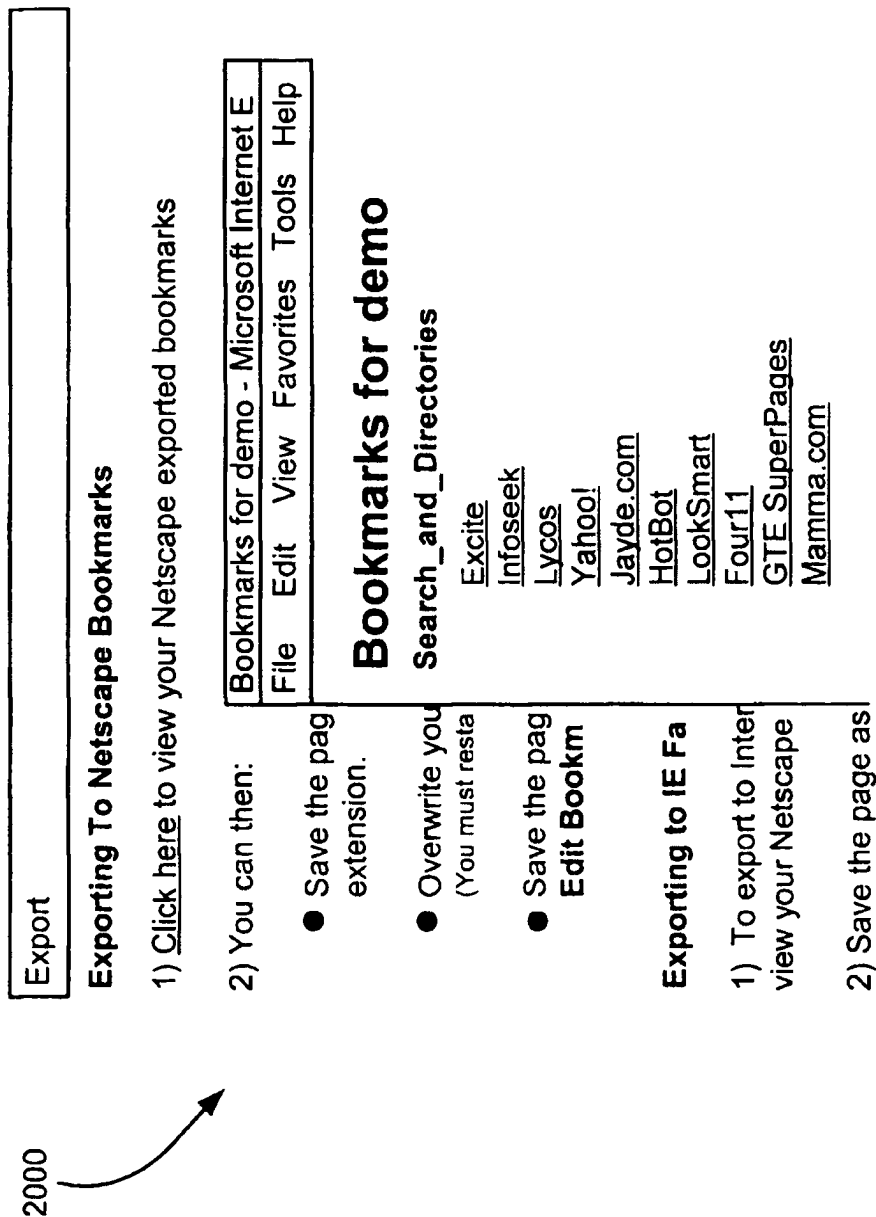 2000
Export
Exporting To Netscape Bookmarks
1) Click here to view your Netscape exported bookmarks
2) You can then:
● Save the pag
extension.
● Overwrite you
(You must resta
● Save the pag
Edit Bookm
Exporting to IE Fa
1) To export to Inter
view your Netscape
2) Save the page as
Bookmarks for demo - Microsoft Internet E
File Edit View Favorites Tools Help
Bookmarks for demo
Search_and_Directories
Excite
Infoseek
Lycos
Yahoo!
Jayde.com
HotBot
LookSmart
Four11
GTE SuperPages
Mamma.com